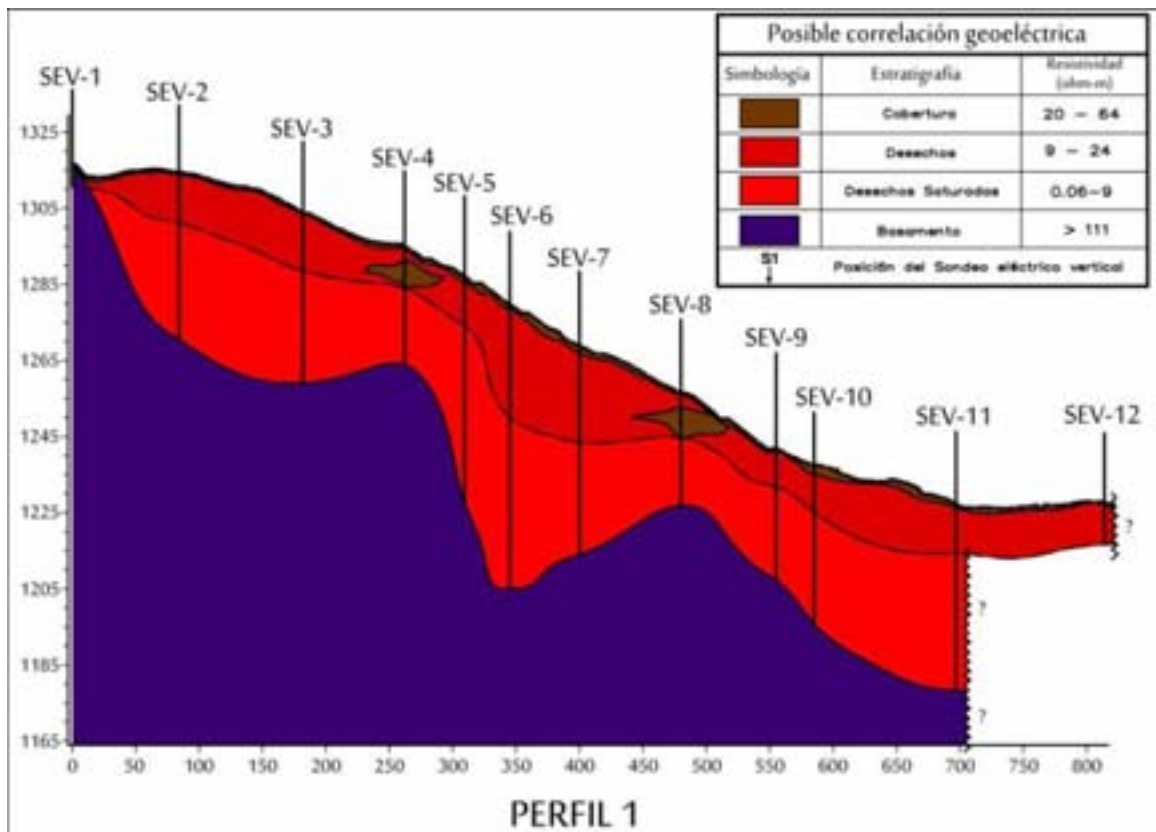 Posible correlación geoeléctrica
Simbología Estratigrafía Resistividad (ohm-m)
Cobertura 20 – 64
Desechos 9 – 24
Desechos Saturados 0.06–9
Basamento > 111
S1 Posición del Sondeo eléctrico vertical
SEV-1
SEV-2
SEV-3
SEV-4
SEV-5
SEV-6
SEV-7
SEV-8
SEV-9
SEV-10
SEV-11
SEV-12
1325
1305
1285
1265
1245
1225
1205
1185
1165
?
?
?
0 50 100 150 200 250 300 350 400 450 500 550 600 650 700 750 800
PERFIL 1